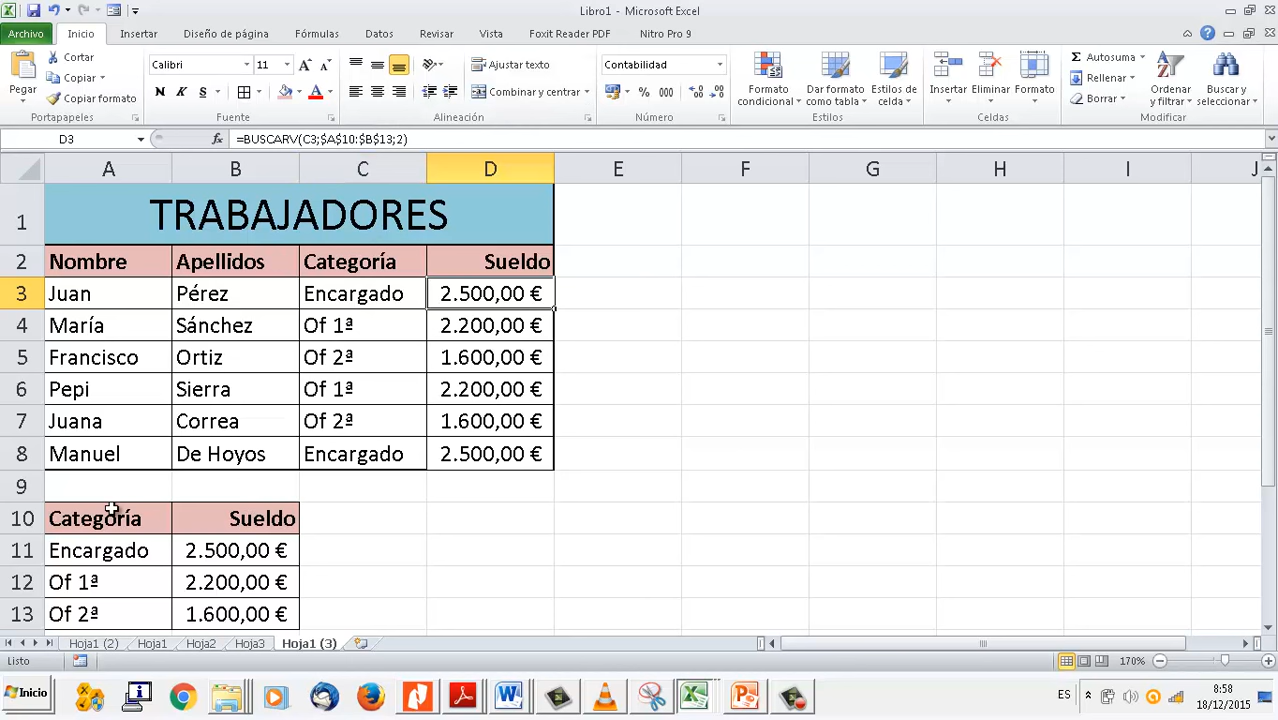 Libro1 - Microsoft Excel
Archivo Inicio Insertar Diseño de página Fórmulas Datos Revisar Vista Foxit Reader PDF Nitro Pro 9
Pegar
Cortar
Copiar
Copiar formato
Portapapeles
Calibri 11
N K S
Fuente
Ajustar texto
Combinar y centrar
Alineación
Contabilidad
% 000
Número
Formato condicional
Dar formato como tabla
Estilos de celda
Estilos
Insertar Eliminar Formato
Celdas
Σ Autosuma
Rellenar
Borrar
Ordenar y filtrar
Buscar y seleccionar
Modificar
D3 fx =BUSCARV(C3;$A$10:$B$13;2)
A B C D E F G H I J
1 TRABAJADORES
2 Nombre Apellidos Categoría Sueldo
3 Juan Pérez Encargado 2.500,00 €
4 María Sánchez Of 1ª 2.200,00 €
5 Francisco Ortiz Of 2ª 1.600,00 €
6 Pepi Sierra Of 1ª 2.200,00 €
7 Juana Correa Of 2ª 1.600,00 €
8 Manuel De Hoyos Encargado 2.500,00 €
9
10 Categoría Sueldo
11 Encargado 2.500,00 €
12 Of 1ª 2.200,00 €
13 Of 2ª 1.600,00 €
Hoja1 (2) Hoja1 Hoja2 Hoja3 Hoja1 (3)
Listo 170%
Inicio ES 8:58
18/12/2015